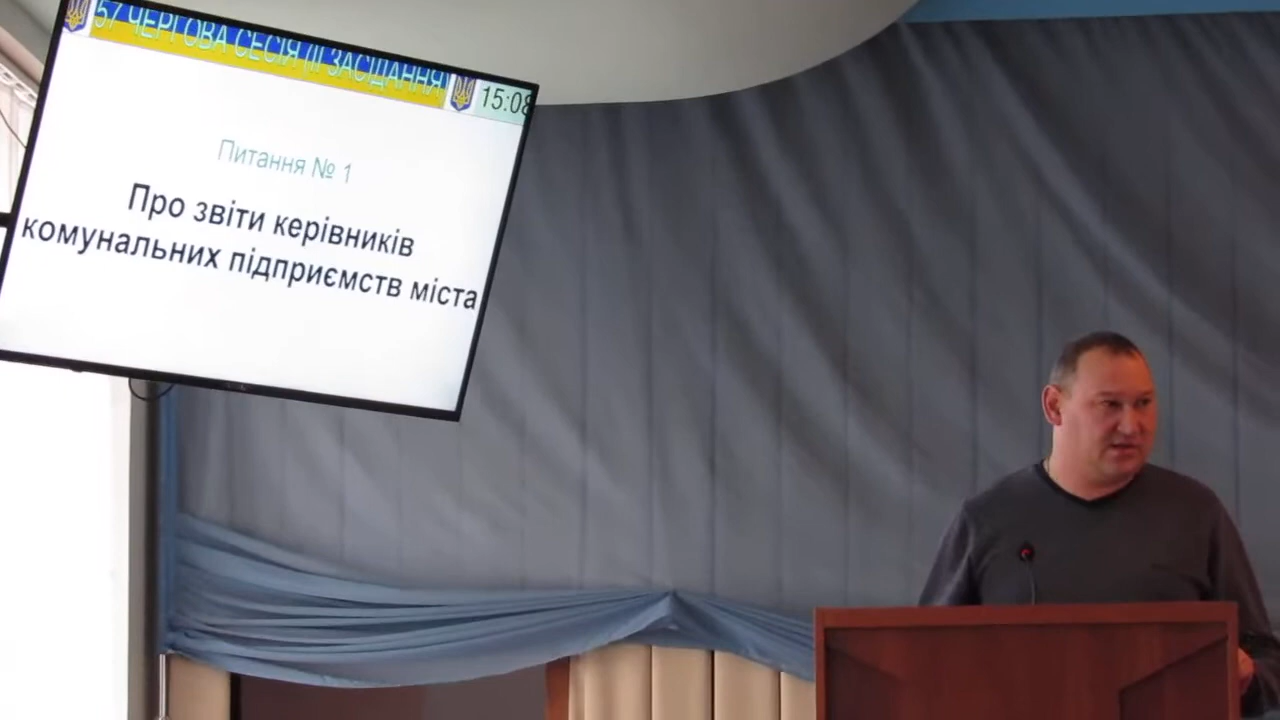 57 ЧЕРГОВА СЕСІЯ (ІІ ЗАСІДАННЯ)
15:08
Питання № 1
Про звіти керівників
комунальних підприємств міста